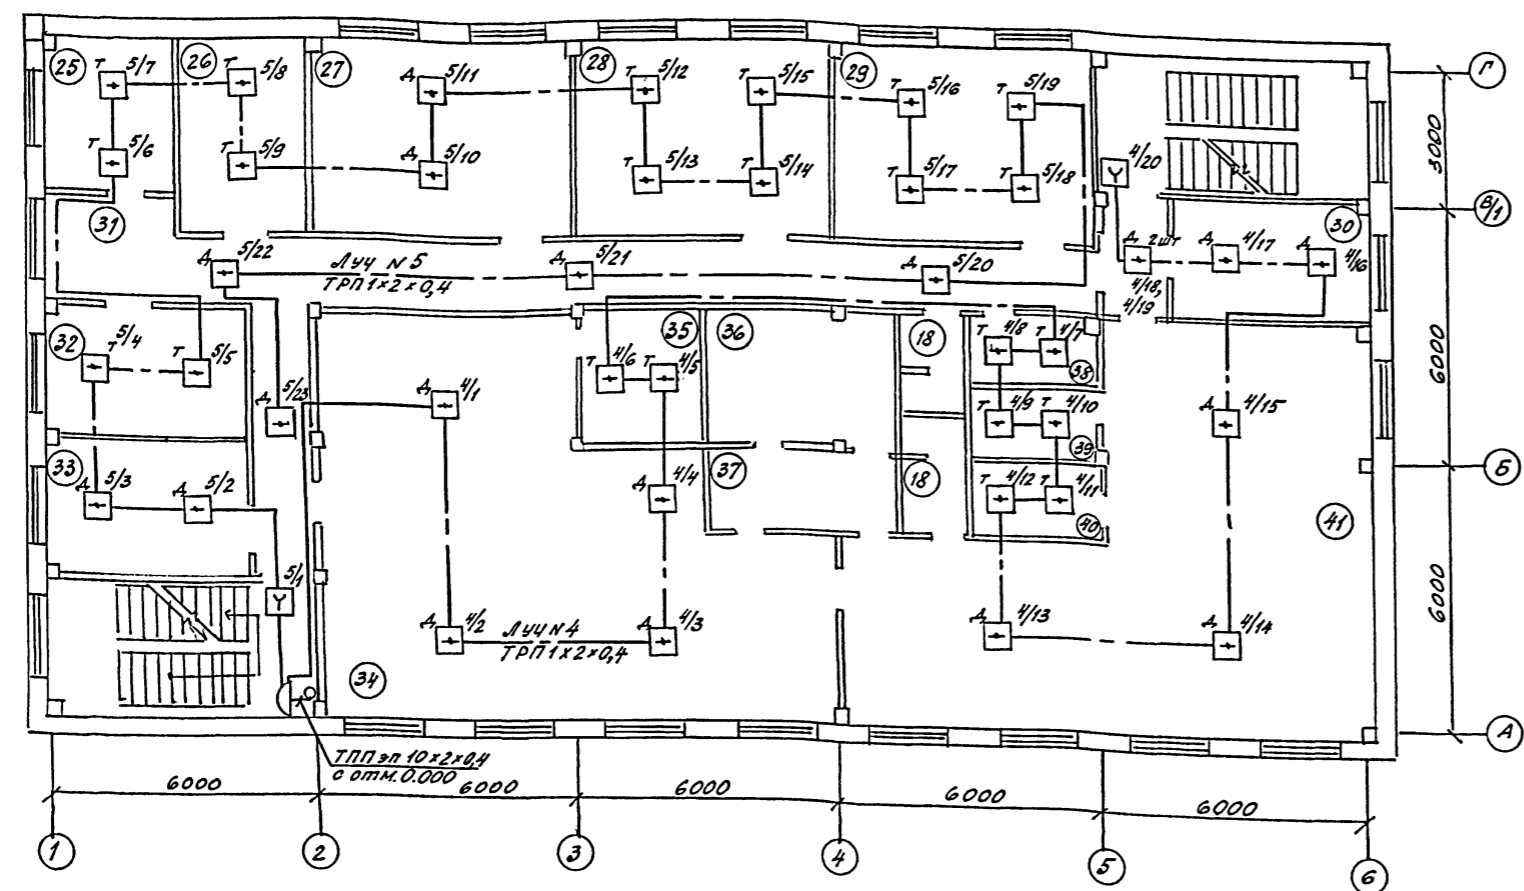 25
Т 5/7
26
Т 5/8
27
Д 5/11
28
Т 5/12
Т 5/15
29
Т 5/16
Т 5/19
Г
3000
Т 5/6
Т 5/9
Д 5/10
Т 5/13
Т 5/14
Т 5/17
Т 5/18
4/20
В/1
31
30
Д 5/22
Луч N 5
ТРП 1×2×0,4
Д 5/21
Д 5/20
Д 2шт
4/18,
4/19
Д 4/17
Д 4/16
32
5/4
Т
Т 5/5
35
36
18
Т 4/8
Т 4/7
38
6000
Д 5/23
Д 4/1
Т 4/6
Т 4/5
Т 4/9
Т 4/10
39
Д 4/15
33
Д 5/3
Д 5/2
Д 4/4
37
18
Т 4/12
Т 4/11
40
41
Б
6000
5/1
Д 4/2
Луч N 4
ТРП 1×2×0,4
Д 4/3
Д 4/13
Д 4/14
34
А
ТПП эп 10×2×0,4
с отм. 0.000
6000
6000
6000
6000
6000
1
2
3
4
5
6